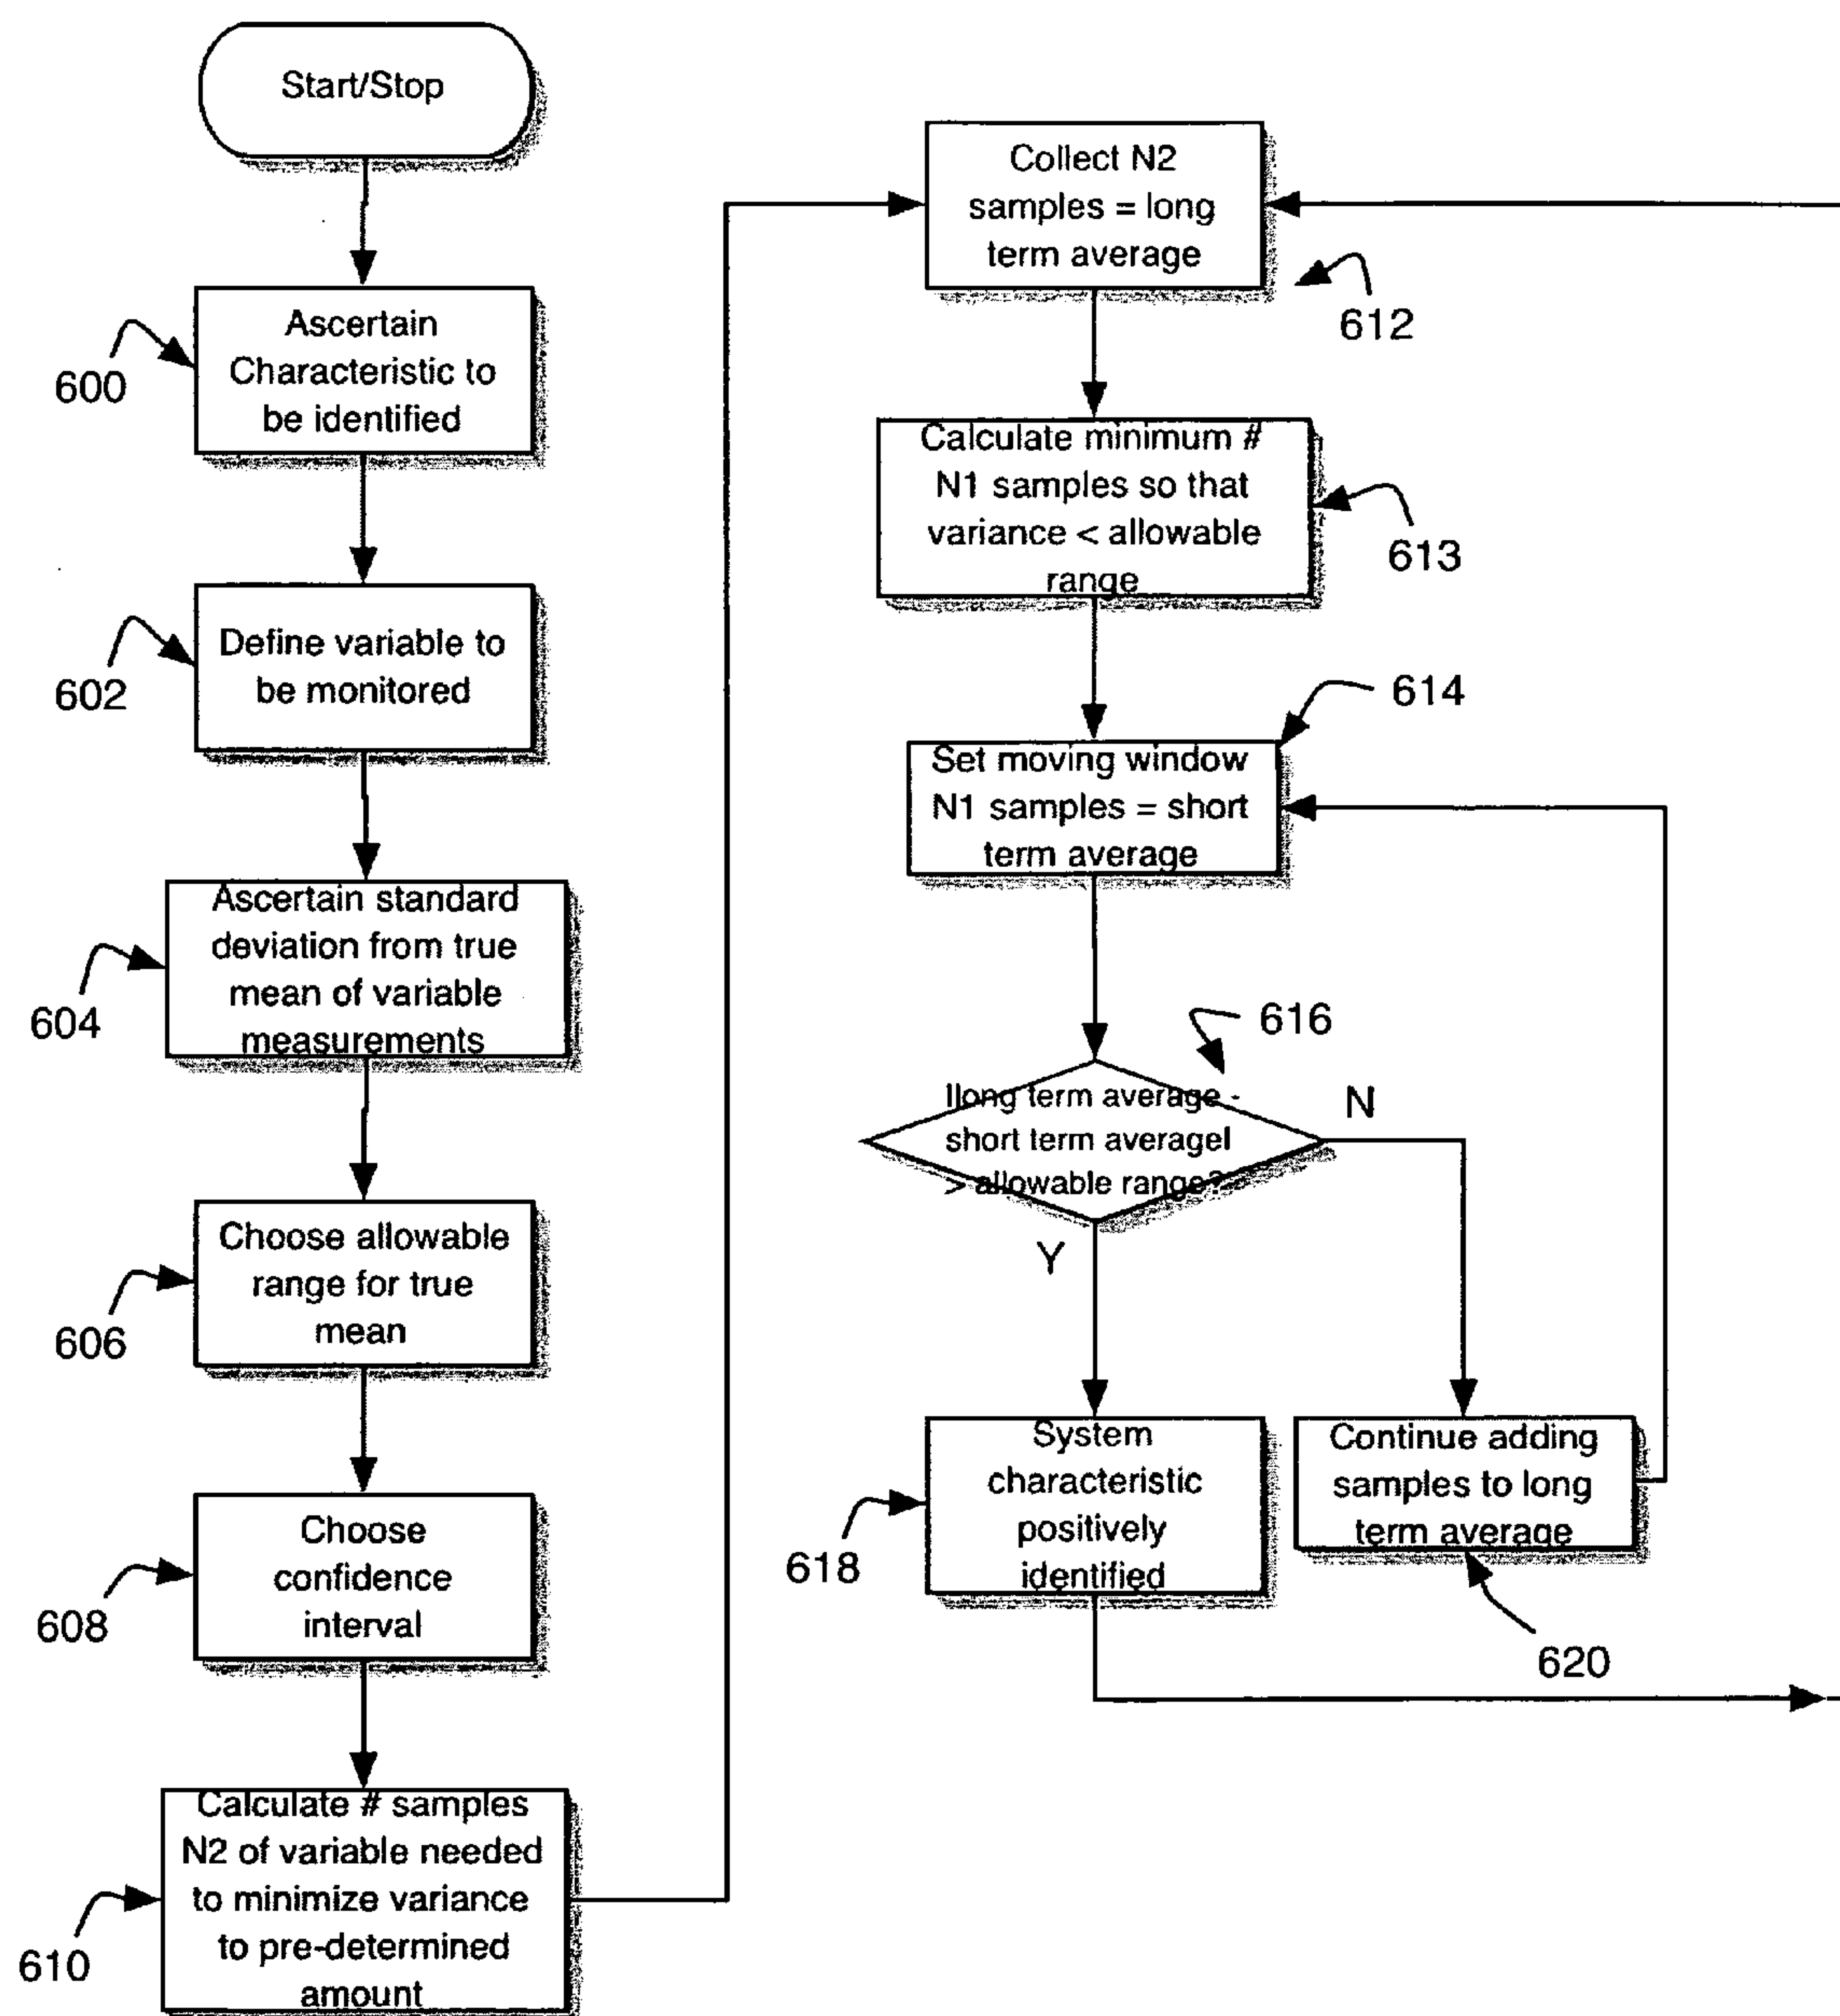 Start/Stop
600
Ascertain
Characteristic to
be identified
602
Define variable to
be monitored
604
Ascertain standard
deviation from true
mean of variable
measurements
606
Choose allowable
range for true
mean
608
Choose
confidence
interval
610
Calculate # samples
N2 of variable needed
to minimize variance
to pre-determined
amount
Collect N2
samples = long
term average
612
Calculate minimum #
N1 samples so that
variance < allowable
range
613
614
Set moving window
N1 samples = short
term average
616
llong term average -
short term averagel
> allowable range?
N
Y
618
System
characteristic
positively
identified
Continue adding
samples to long
term average
620